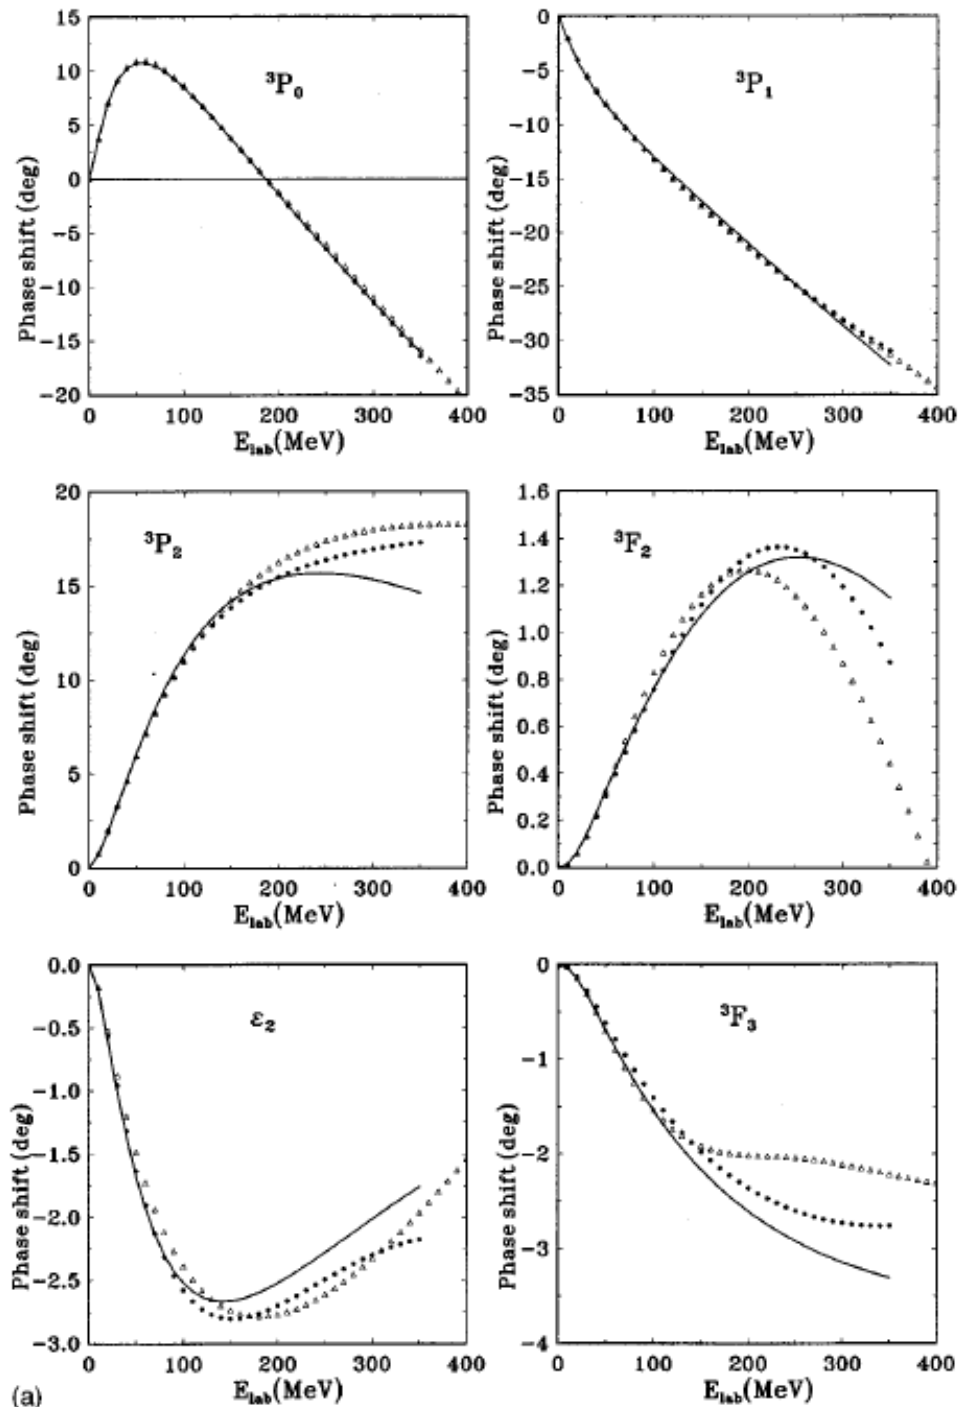 15
10
5
0
−5
−10
−15
−20
0 100 200 300 400
Phase shift (deg)
E_lab(MeV)
³P₀
0
−5
−10
−15
−20
−25
−30
−35
0 100 200 300 400
Phase shift (deg)
E_lab(MeV)
³P₁
20
15
10
5
0
0 100 200 300 400
Phase shift (deg)
E_lab(MeV)
³P₂
1.6
1.4
1.2
1.0
0.8
0.6
0.4
0.2
0.0
0 100 200 300 400
Phase shift (deg)
E_lab(MeV)
³F₂
0.0
−0.5
−1.0
−1.5
−2.0
−2.5
−3.0
0 100 200 300 400
Phase shift (deg)
E_lab(MeV)
ε₂
0
−1
−2
−3
−4
0 100 200 300 400
Phase shift (deg)
E_lab(MeV)
³F₃
(a)